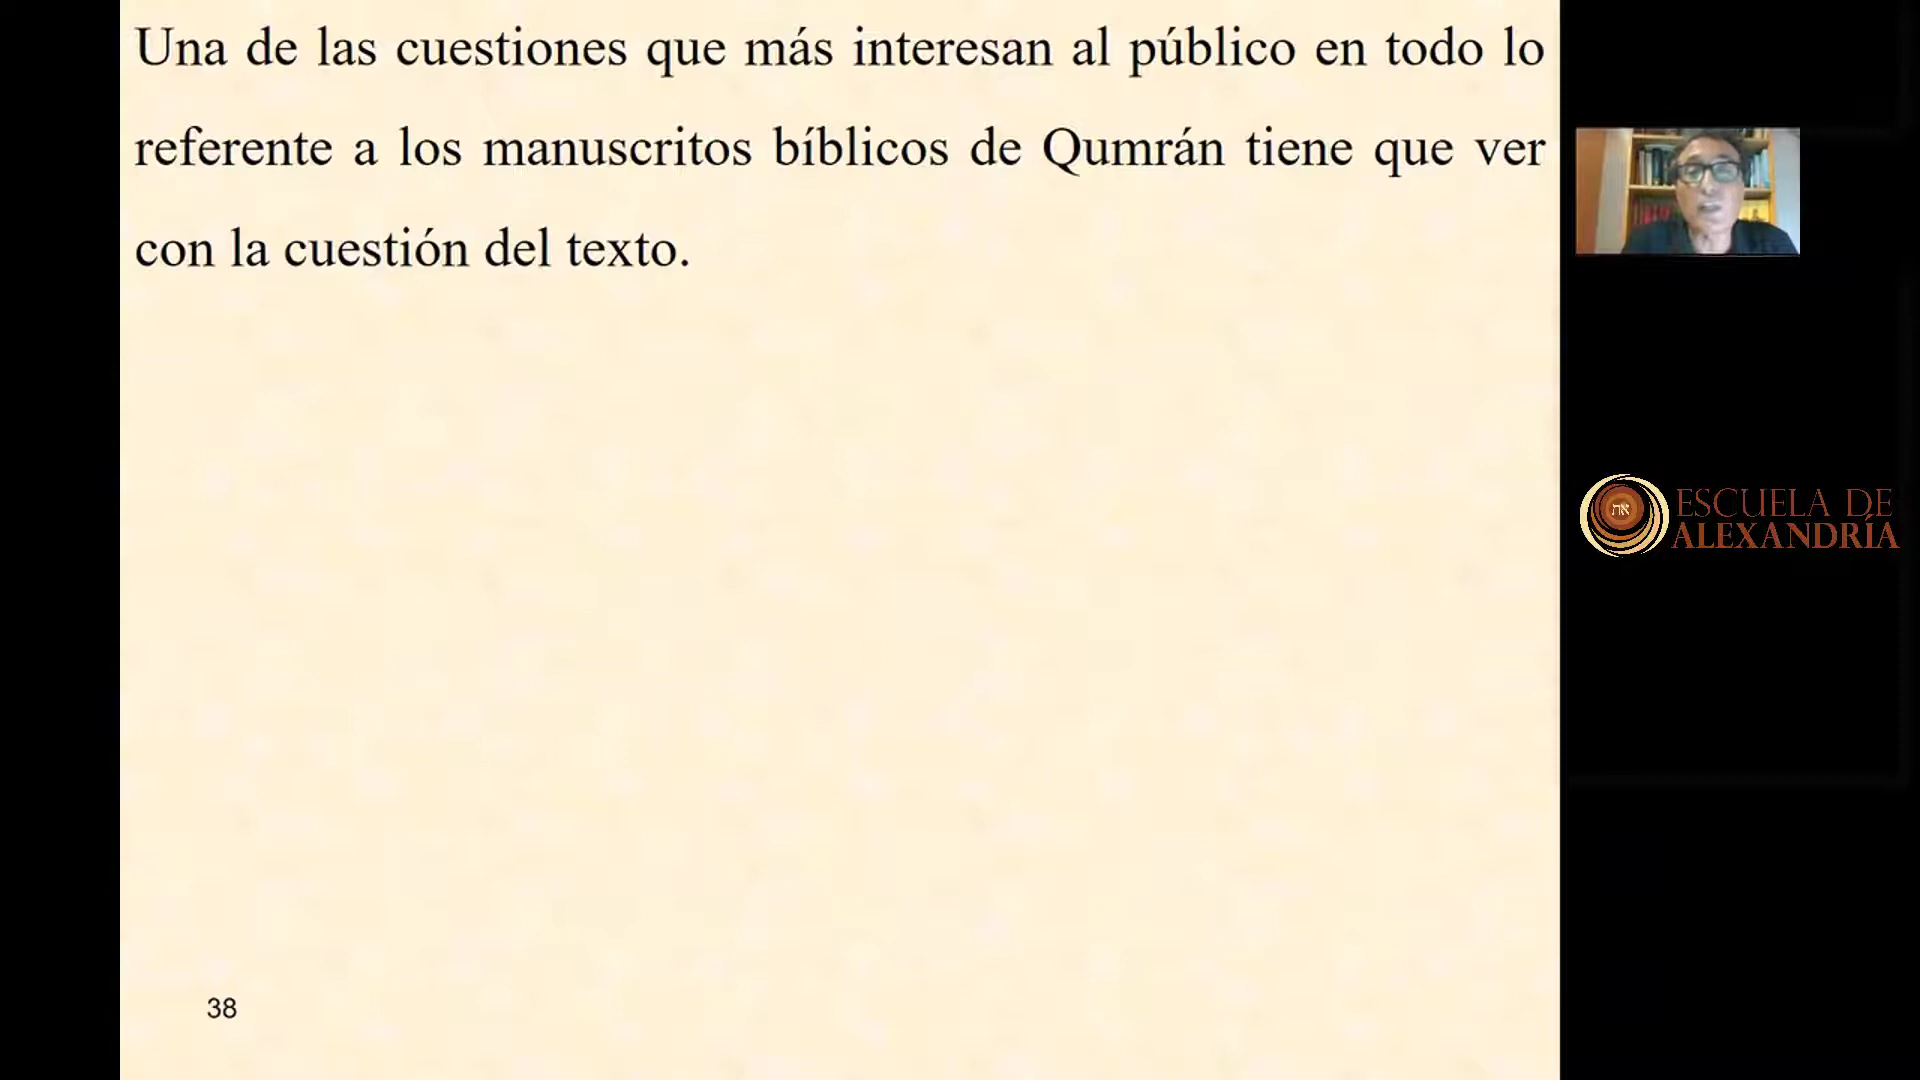 Una de las cuestiones que más interesan al público en todo lo
referente a los manuscritos bíblicos de Qumrán tiene que ver
con la cuestión del texto.
את
ESCUELA DE
ALEXANDRÍA
38